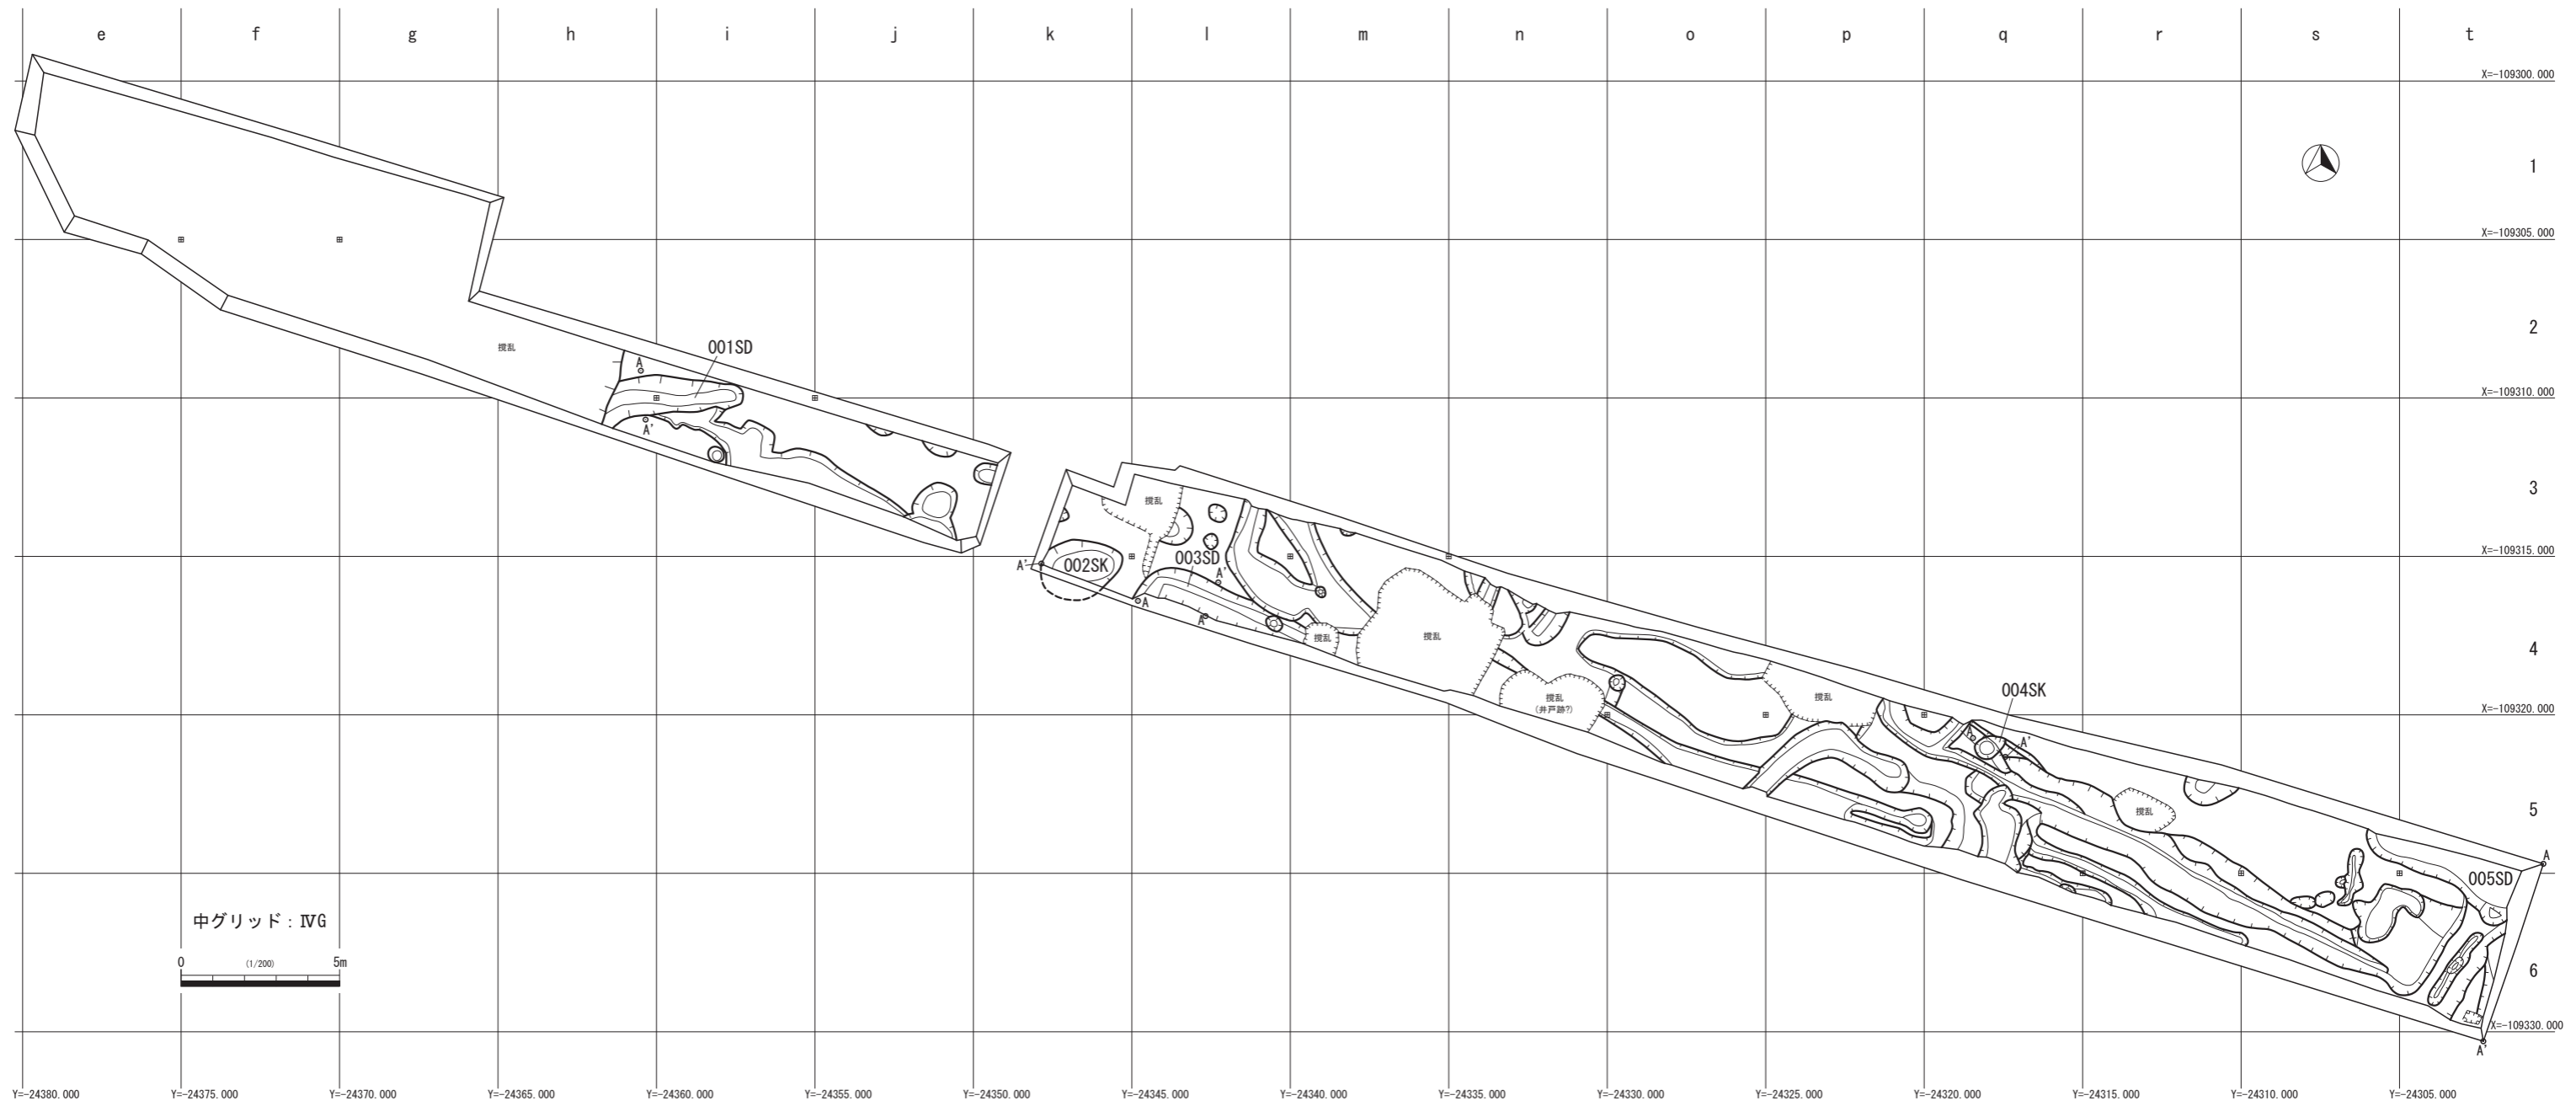 e f g h i j k l m n o p q r s t
X=-109300.000
1
X=-109305.000
2
攪乱
001SD
A
X=-109310.000
A'
3
攪乱
X=-109315.000
A' 002SK
003SD
A'
A
A
攪乱
攪乱
4
攪乱
(井戸跡?)
攪乱
004SK
X=-109320.000
A
A'
攪乱
5
A
005SD
中グリッド：ⅣG
0 (1/200) 5m
6
X=-109330.000
A'
Y=-24380.000 Y=-24375.000 Y=-24370.000 Y=-24365.000 Y=-24360.000 Y=-24355.000 Y=-24350.000 Y=-24345.000 Y=-24340.000 Y=-24335.000 Y=-24330.000 Y=-24325.000 Y=-24320.000 Y=-24315.000 Y=-24310.000 Y=-24305.000